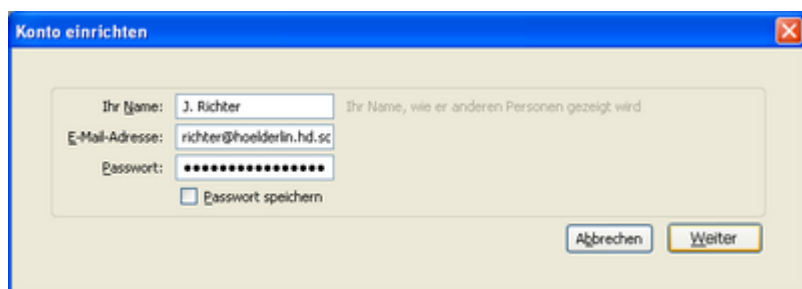 Konto einrichten
Ihr Name: J. Richter Ihr Name, wie er anderen Personen gezeigt wird
E-Mail-Adresse: richter@hoelderlin.hd.sc
Passwort: ●●●●●●●●●●●●●●●●
Passwort speichern
Abbrechen Weiter